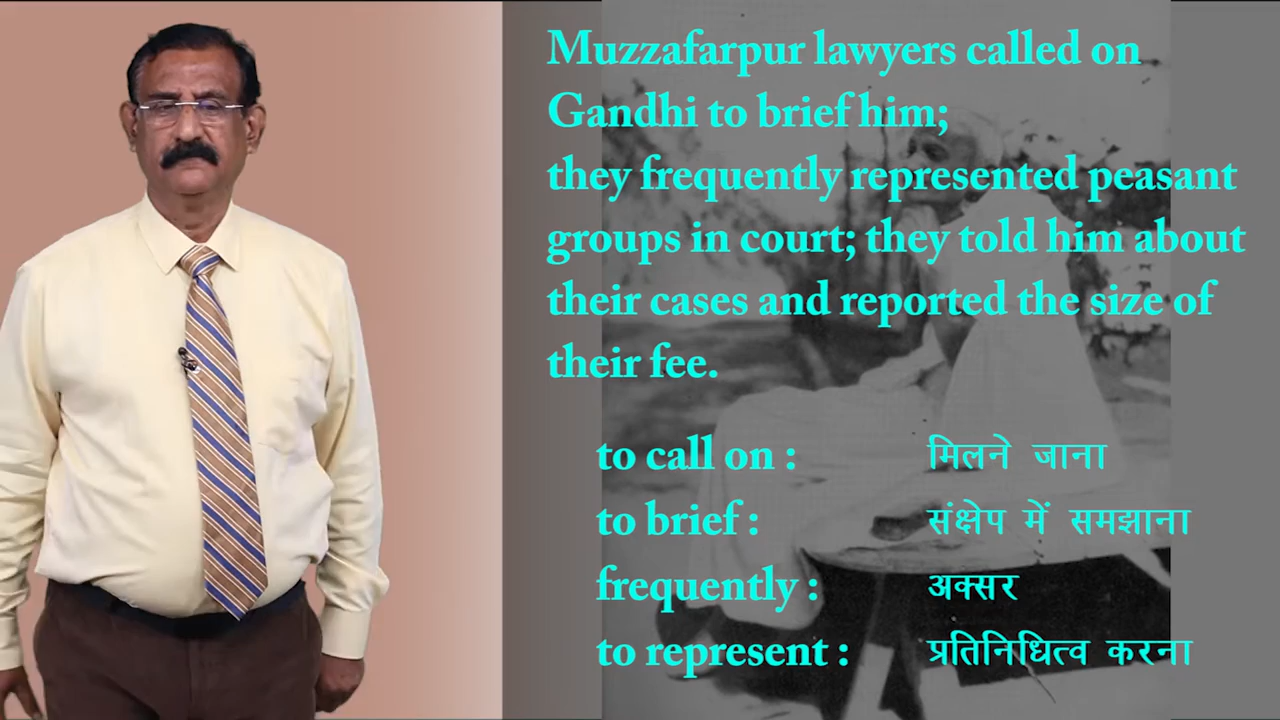 Muzzafarpur lawyers called on
Gandhi to brief him;
they frequently represented peasant
groups in court; they told him about
their cases and reported the size of
their fee.
to call on : मिलने जाना
to brief : संक्षेप में समझाना
frequently : अक्सर
to represent : प्रतिनिधित्व करना